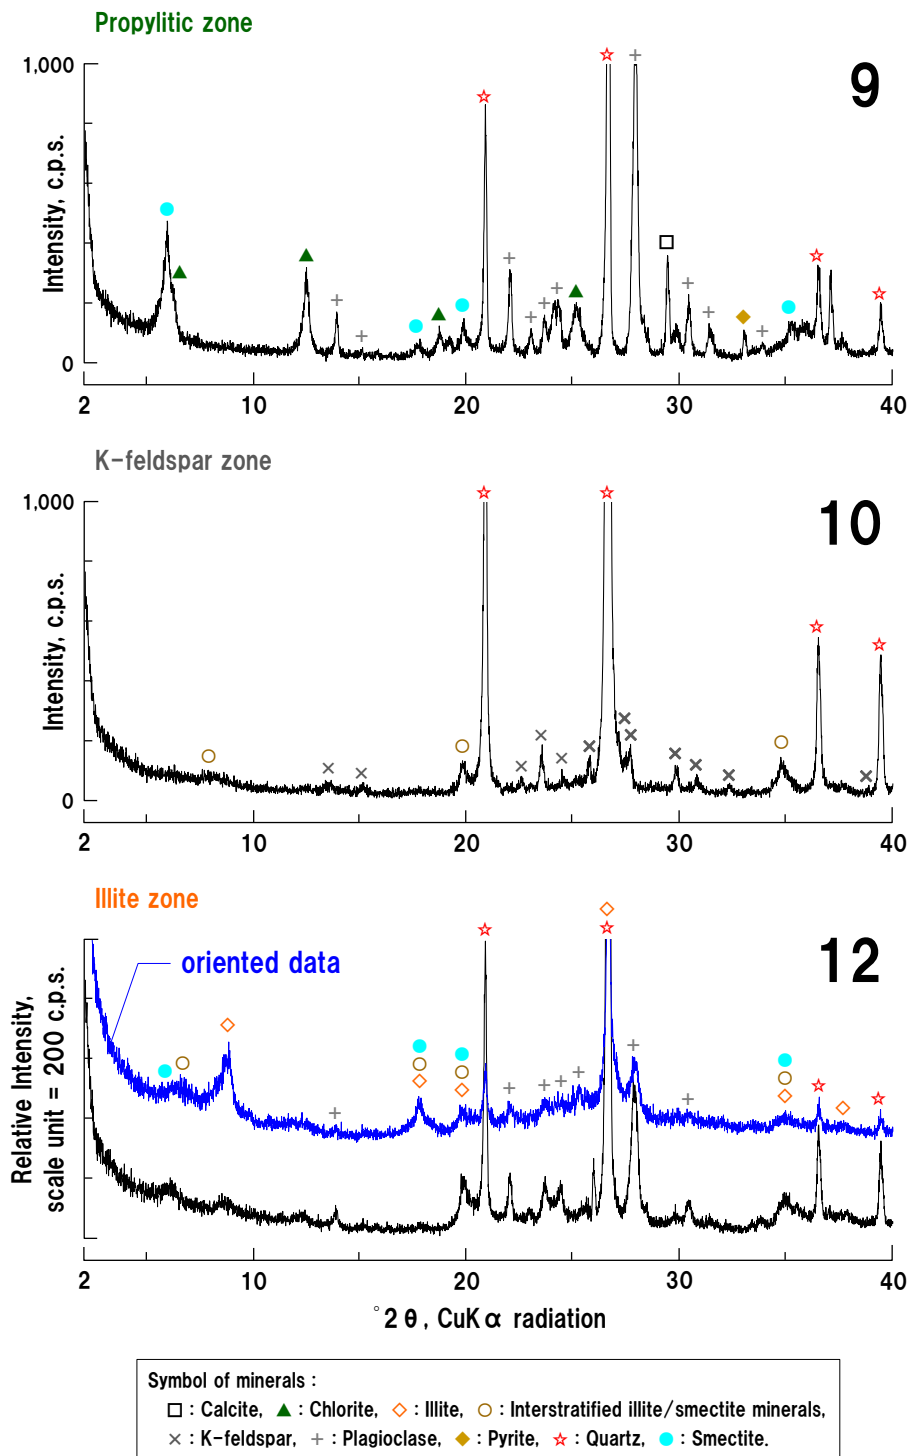 Propylitic zone
1,000
9
Intensity, c.p.s.
0
2 10 20 30 40
K-feldspar zone
1,000
10
Intensity, c.p.s.
0
2 10 20 30 40
Illite zone
12
oriented data
Relative Intensity,
scale unit = 200 c.p.s.
2 10 20 30 40
°2θ, CuKα radiation
Symbol of minerals :
: Calcite, : Chlorite, : Illite, : Interstratified illite/smectite minerals,
: K-feldspar, : Plagioclase, : Pyrite, : Quartz, : Smectite.